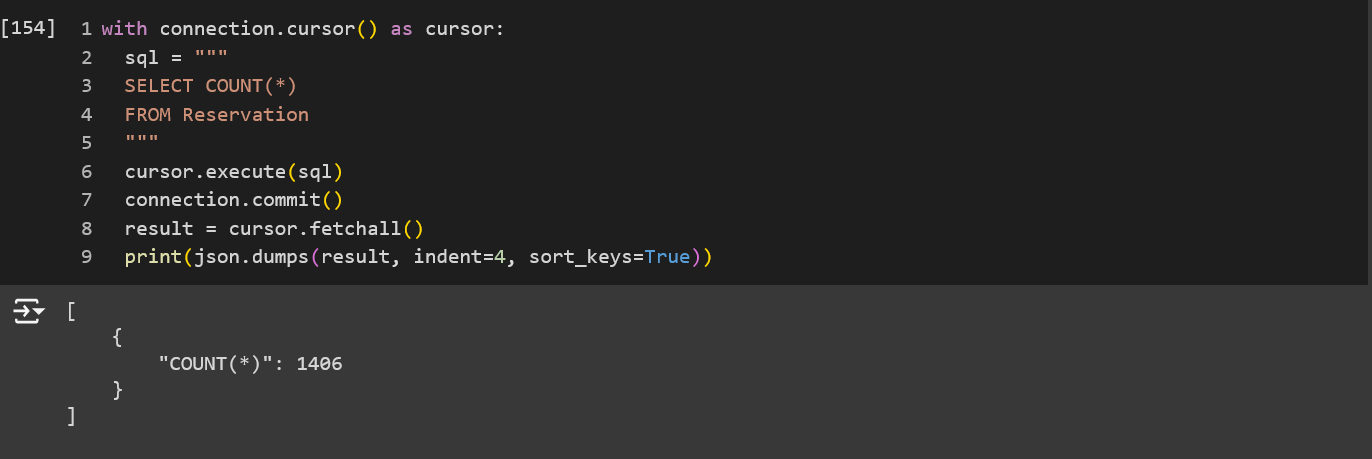 [154] 1 with connection.cursor() as cursor:
2   sql = """
3   SELECT COUNT(*)
4   FROM Reservation
5   """
6   cursor.execute(sql)
7   connection.commit()
8   result = cursor.fetchall()
9   print(json.dumps(result, indent=4, sort_keys=True))
[
    {
        "COUNT(*)": 1406
    }
]